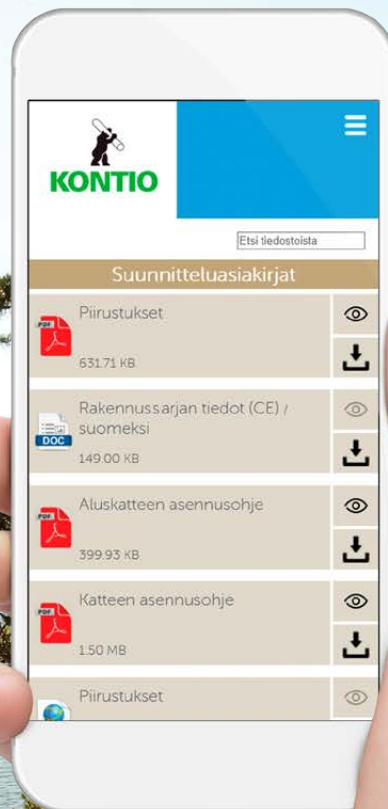 KONTIO
Etsi tiedostoista
Suunnitteluasiakirjat
PDF
Piirustukset
631.71 KB
DOC
Rakennussarjan tiedot (CE) /
suomeksi
149.00 KB
PDF
Aluskatteen asennusohje
399.93 KB
PDF
Katteen asennusohje
1.50 MB
Piirustukset